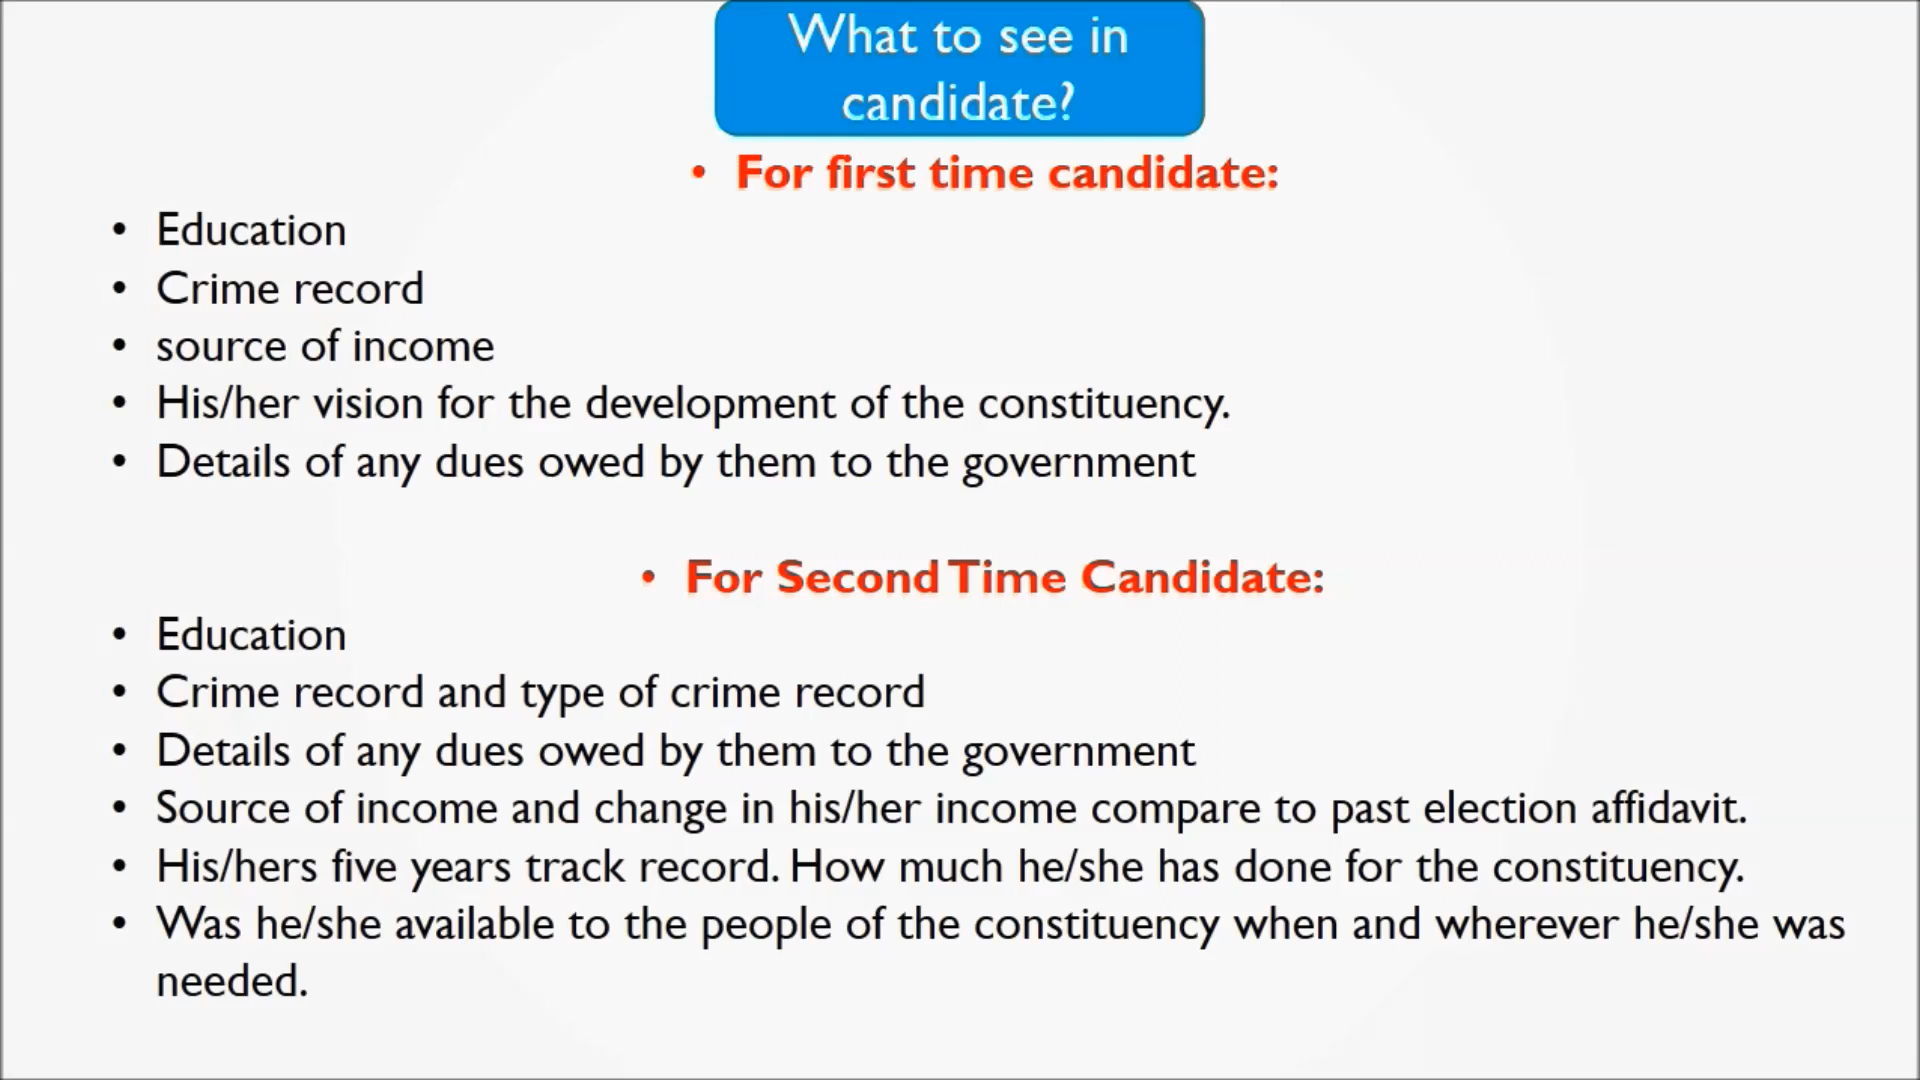 What to see in
candidate?
• For first time candidate:
• Education
• Crime record
• source of income
• His/her vision for the development of the constituency.
• Details of any dues owed by them to the government
• For Second Time Candidate:
• Education
• Crime record and type of crime record
• Details of any dues owed by them to the government
• Source of income and change in his/her income compare to past election affidavit.
• His/hers five years track record. How much he/she has done for the constituency.
• Was he/she available to the people of the constituency when and wherever he/she was
needed.